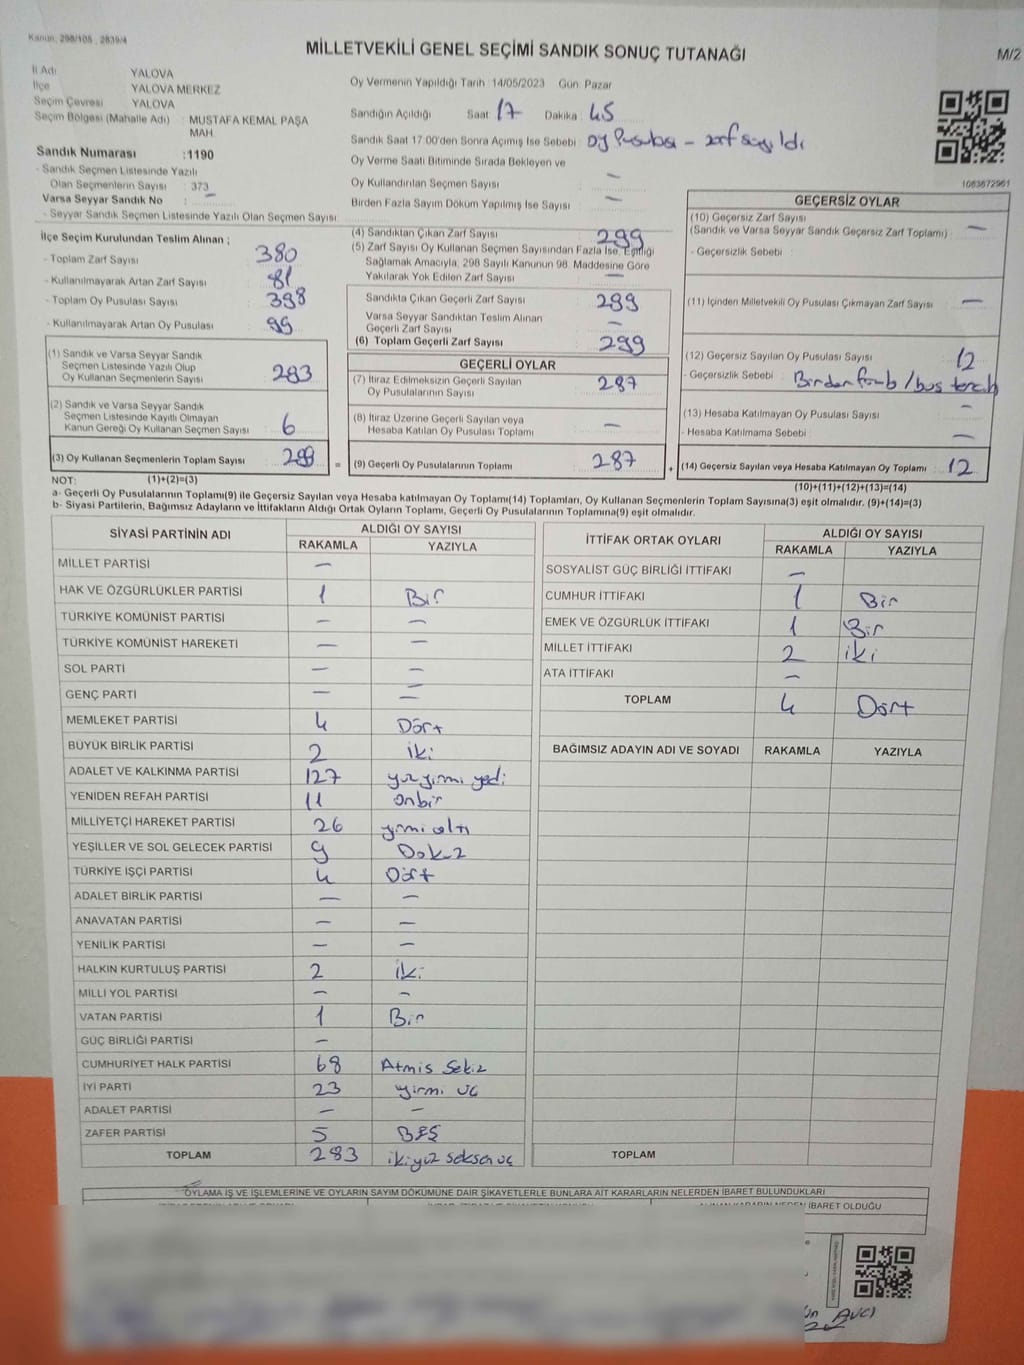 Kanun: 298/105 , 2839/4
MİLLETVEKİLİ GENEL SEÇİMİ SANDIK SONUÇ TUTANAĞI
M/2
İl Adı YALOVA
İlçe YALOVA MERKEZ
Seçim Çevresi YALOVA
Seçim Bölgesi (Mahalle Adı) : MUSTAFA KEMAL PAŞA
MAH.
Sandık Numarası :1190
- Sandık Seçmen Listesinde Yazılı
Olan Seçmenlerin Sayısı : 373
Varsa Seyyar Sandık No : –
- Seyyar Sandık Seçmen Listesinde Yazılı Olan Seçmen Sayısı
Oy Vermenin Yapıldığı Tarih : 14/05/2023 Gün: Pazar
Sandığın Açıldığı Saat: 17 Dakika : 45
Sandık Saat 17:00'den Sonra Açımış İse Sebebi : Oy Pusulası - zarf sayıldı
Oy Verme Saati Bitiminde Sırada Bekleyen ve
Oy Kullandırılan Seçmen Sayısı –
Birden Fazla Sayım Döküm Yapılmış İse Sayısı –
1083672961
İlçe Seçim Kurulundan Teslim Alınan ;
- Toplam Zarf Sayısı 380
- Kullanılmayarak Artan Zarf Sayısı 81
- Toplam Oy Pusulası Sayısı 398
- Kullanılmayarak Artan Oy Pusulası 99
(1) Sandık ve Varsa Seyyar Sandık
Seçmen Listesinde Yazılı Olup
Oy Kullanan Seçmenlerin Sayısı 293
(2) Sandık ve Varsa Seyyar Sandık
Seçmen Listesinde Kayıtlı Olmayan
Kanun Gereği Oy Kullanan Seçmen Sayısı 6
(3) Oy Kullanan Seçmenlerin Toplam Sayısı 299
(4) Sandıktan Çıkan Zarf Sayısı 299
(5) Zarf Sayısı Oy Kullanan Seçmen Sayısından Fazla İse, Eşitliği
Sağlamak Amacıyla, 298 Sayılı Kanunun 98. Maddesine Göre
Yakılarak Yok Edilen Zarf Sayısı –
Sandıkta Çıkan Geçerli Zarf Sayısı 299
Varsa Seyyar Sandıktan Teslim Alınan
Geçerli Zarf Sayısı –
(6) Toplam Geçerli Zarf Sayısı 299
GEÇERLİ OYLAR
(7) İtiraz Edilmeksizin Geçerli Sayılan
Oy Pusulalarının Sayısı 287
(8) İtiraz Üzerine Geçerli Sayılan veya
Hesaba Katılan Oy Pusulası Toplamı –
= (9) Geçerli Oy Pusulalarının Toplamı 287
GEÇERSİZ OYLAR
(10) Geçersiz Zarf Sayısı
(Sandık ve Varsa Seyyar Sandık Geçersiz Zarf Toplamı) : –
- Geçersizlik Sebebi :
(11) İçinden Milletvekili Oy Pusulası Çıkmayan Zarf Sayısı –
(12) Geçersiz Sayılan Oy Pusulası Sayısı 12
- Geçersizlik Sebebi :
(13) Hesaba Katılmayan Oy Pusulası Sayısı –
- Hesaba Katılmama Sebebi : –
+ (14) Geçersiz Sayılan veya Hesaba Katılmayan Oy Toplamı 12
NOT: (1)+(2)=(3)
(10)+(11)+(12)+(13)=(14)
a- Geçerli Oy Pusulalarının Toplamı(9) ile Geçersiz Sayılan veya Hesaba katılmayan Oy Toplamı(14) Toplamları, Oy Kullanan Seçmenlerin Toplam Sayısına(3) eşit olmalıdır. (9)+(14)=(3)
b- Siyasi Partilerin, Bağımsız Adayların ve İttifakların Aldığı Ortak Oyların Toplamı, Geçerli Oy Pusulalarının Toplamına(9) eşit olmalıdır.
SİYASİ PARTİNİN ADI ALDIĞI OY SAYISI
RAKAMLA YAZIYLA
MİLLET PARTİSİ –
HAK VE ÖZGÜRLÜKLER PARTİSİ 1 Bir
TÜRKİYE KOMÜNİST PARTİSİ – –
TÜRKİYE KOMÜNİST HAREKETİ – –
SOL PARTİ – –
GENÇ PARTİ – –
MEMLEKET PARTİSİ 4 Dört
BÜYÜK BİRLİK PARTİSİ 2 iki
ADALET VE KALKINMA PARTİSİ 127 yüz yirmi yedi
YENİDEN REFAH PARTİSİ 11 onbir
MİLLİYETÇİ HAREKET PARTİSİ 26 yirmi altı
YEŞİLLER VE SOL GELECEK PARTİSİ 9 Dokuz
TÜRKİYE İŞÇİ PARTİSİ 4 Dört
ADALET BİRLİK PARTİSİ – –
ANAVATAN PARTİSİ – –
YENİLİK PARTİSİ – –
HALKIN KURTULUŞ PARTİSİ 2 iki
MİLLİ YOL PARTİSİ – –
VATAN PARTİSİ 1 Bir
GÜÇ BİRLİĞİ PARTİSİ –
CUMHURİYET HALK PARTİSİ 68 Atmis Sekiz
İYİ PARTİ 23 yirmi üç
ADALET PARTİSİ – –
ZAFER PARTİSİ 5 BEŞ
TOPLAM 283 ikiyüz seksen üç
İTTİFAK ORTAK OYLARI ALDIĞI OY SAYISI
RAKAMLA YAZIYLA
SOSYALİST GÜÇ BİRLİĞİ İTTİFAKI –
CUMHUR İTTİFAKI 1 Bir
EMEK VE ÖZGÜRLÜK İTTİFAKI 1 Bir
MİLLET İTTİFAKI 2 iki
ATA İTTİFAKI –
TOPLAM 4 Dört
BAĞIMSIZ ADAYIN ADI VE SOYADI RAKAMLA YAZIYLA
TOPLAM
OYLAMA İŞ VE İŞLEMLERİNE VE OYLARIN SAYIM DÖKÜMÜNE DAİR ŞİKAYETLERLE BUNLARA AİT KARARLARIN NELERDEN İBARET BULUNDUKLARI
İBARET OLDUĞU
AVCI